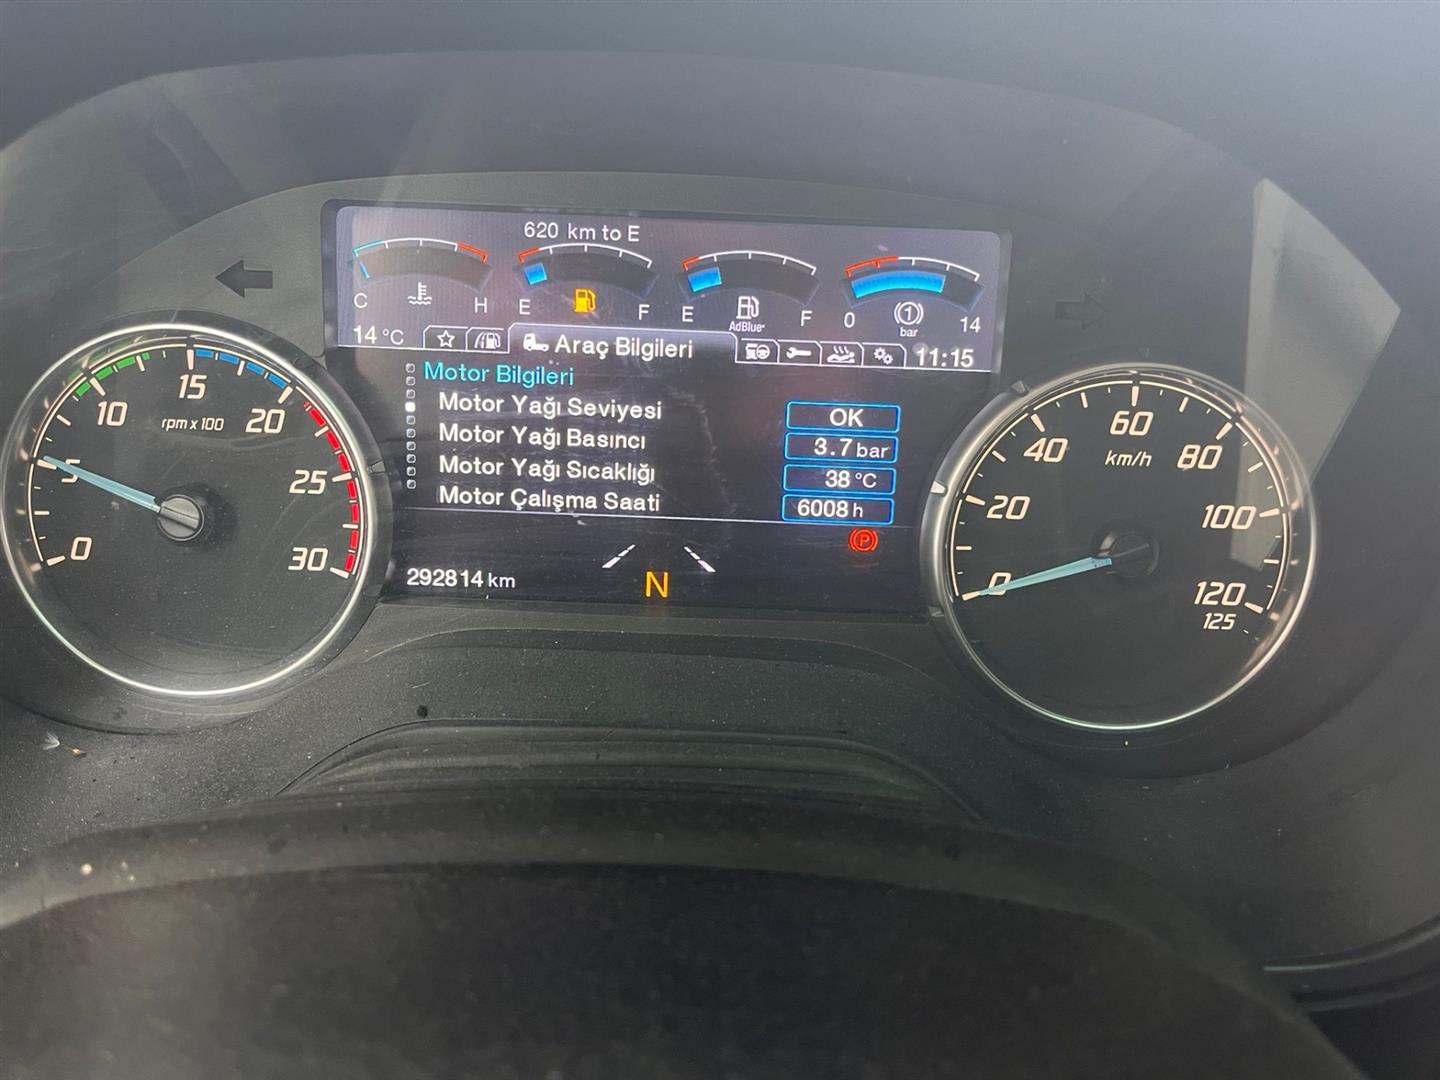 620 km to E
C H E F E F 0 14
AdBlue
1
bar
14 °C
Araç Bilgileri
11:15
Motor Bilgileri
Motor Yağı Seviyesi OK
Motor Yağı Basıncı 3.7 bar
Motor Yağı Sıcaklığı 38 °C
Motor Çalışma Saati 6008 h
P
292814 km
N
0
5
10
15
20
25
30
rpm x 100
0
20
40
60
80
100
120
125
km/h